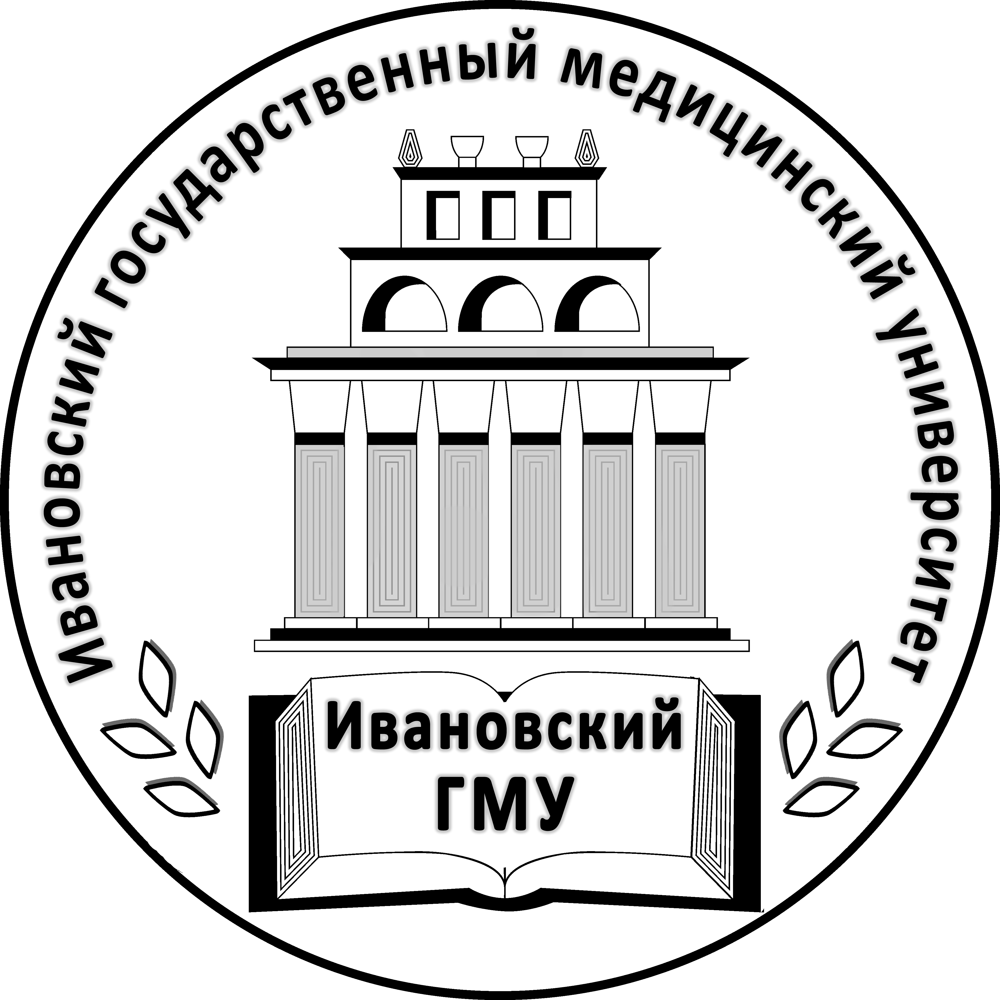 Ивановский государственный медицинский университет
Ивановский
ГМУ